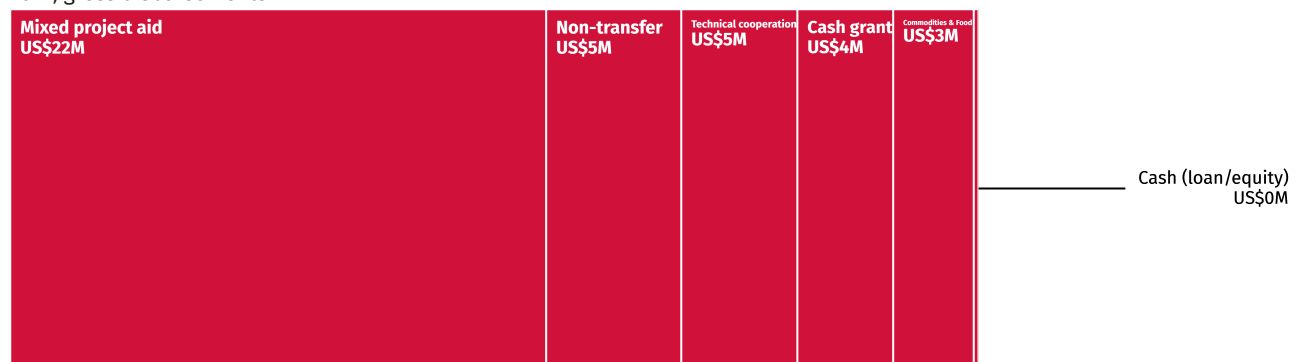 Mixed project aid
US$22M
Non-transfer
US$5M
Technical cooperation
US$5M
Cash grant
US$4M
Commodities & Food
US$3M
Cash (loan/equity)
US$0M